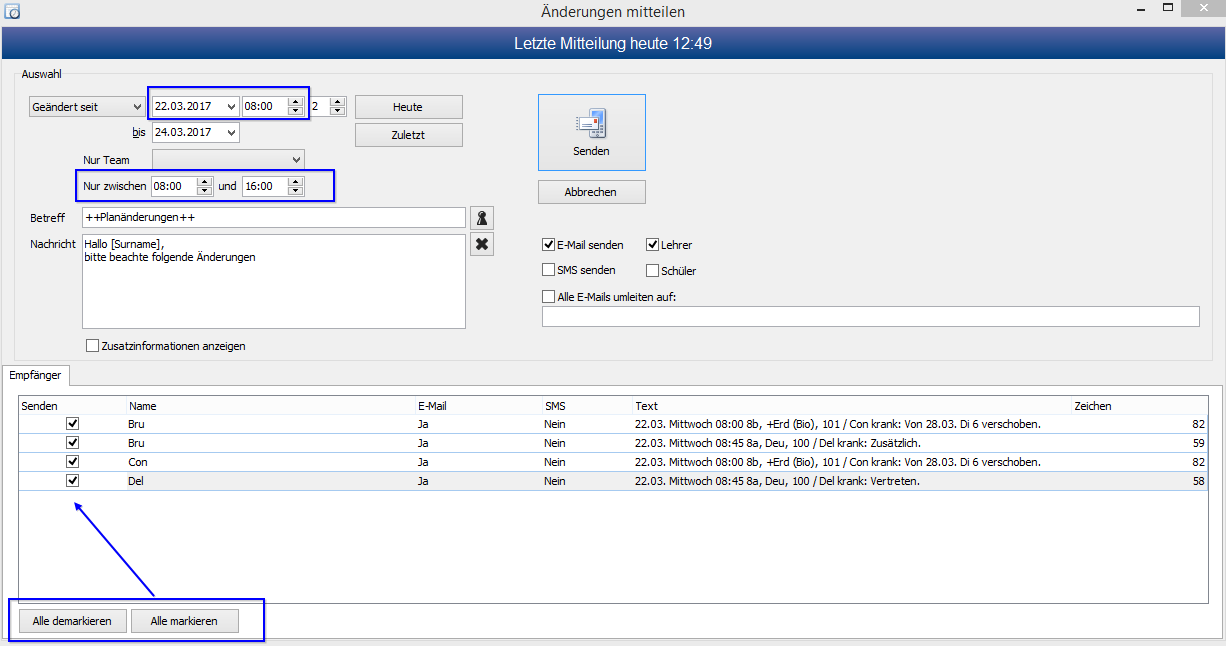 Änderungen mitteilen
Letzte Mitteilung heute 12:49
Auswahl
Geändert seit 22.03.2017 08:00 2 Heute
bis 24.03.2017 Zuletzt
Nur Team
Nur zwischen 08:00 und 16:00
Senden
Abbrechen
Betreff ++Planänderungen++
Nachricht Hallo [Surname],
bitte beachte folgende Änderungen
E-Mail senden Lehrer
SMS senden Schüler
Alle E-Mails umleiten auf:
Zusatzinformationen anzeigen
Empfänger
Senden Name E-Mail SMS Text Zeichen
Bru Ja Nein 22.03. Mittwoch 08:00 8b, +Erd (Bio), 101 / Con krank: Von 28.03. Di 6 verschoben. 82
Bru Ja Nein 22.03. Mittwoch 08:45 8a, Deu, 100 / Del krank: Zusätzlich. 59
Con Ja Nein 22.03. Mittwoch 08:00 8b, +Erd (Bio), 101 / Con krank: Von 28.03. Di 6 verschoben. 82
Del Ja Nein 22.03. Mittwoch 08:45 8a, Deu, 100 / Del krank: Vertreten. 58
Alle demarkieren Alle markieren